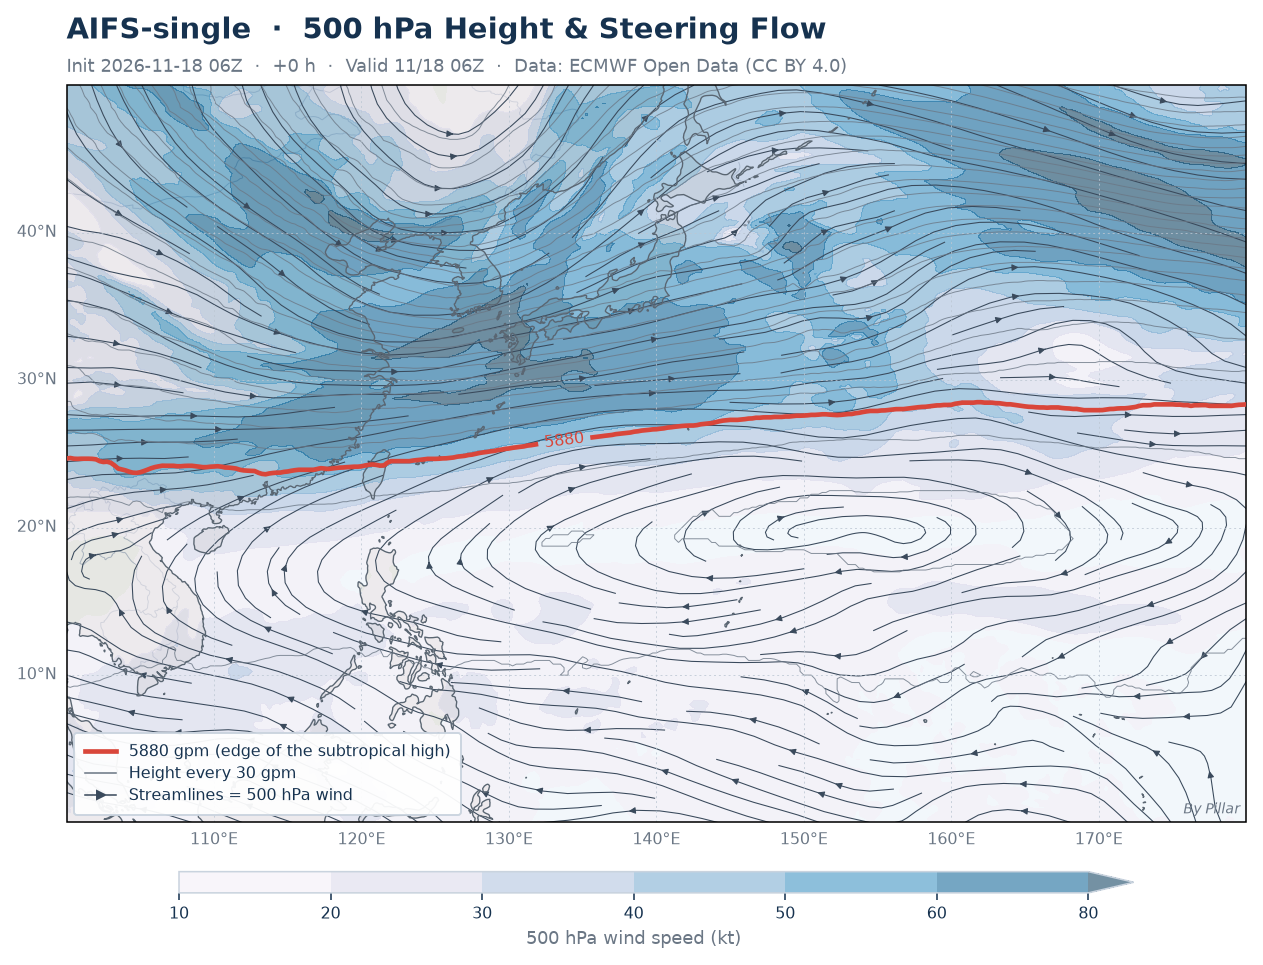 AIFS-single · 500 hPa Height & Steering Flow
Init 2026-11-18 06Z · +0 h · Valid 11/18 06Z · Data: ECMWF Open Data (CC BY 4.0)
40°N
30°N
20°N
10°N
5880
5880 gpm (edge of the subtropical high)
Height every 30 gpm
Streamlines = 500 hPa wind
By Pillar
110°E 120°E 130°E 140°E 150°E 160°E 170°E
10 20 30 40 50 60 80
500 hPa wind speed (kt)